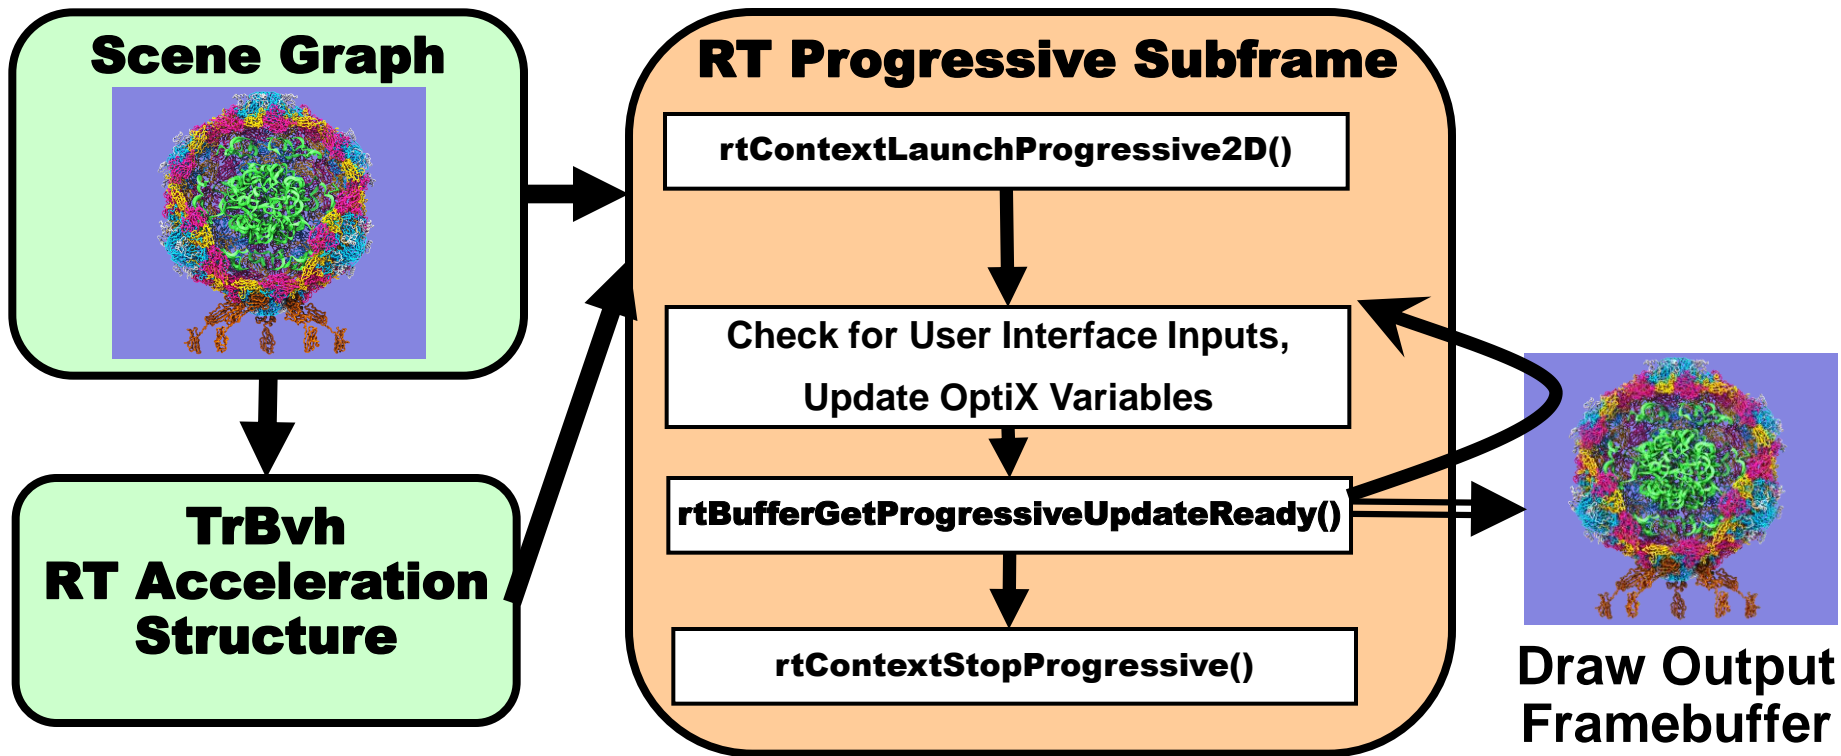 Scene Graph
TrBvh
RT Acceleration
Structure
RT Progressive Subframe
rtContextLaunchProgressive2D()
Check for User Interface Inputs,
Update OptiX Variables
rtBufferGetProgressiveUpdateReady()
rtContextStopProgressive()
Draw Output
Framebuffer